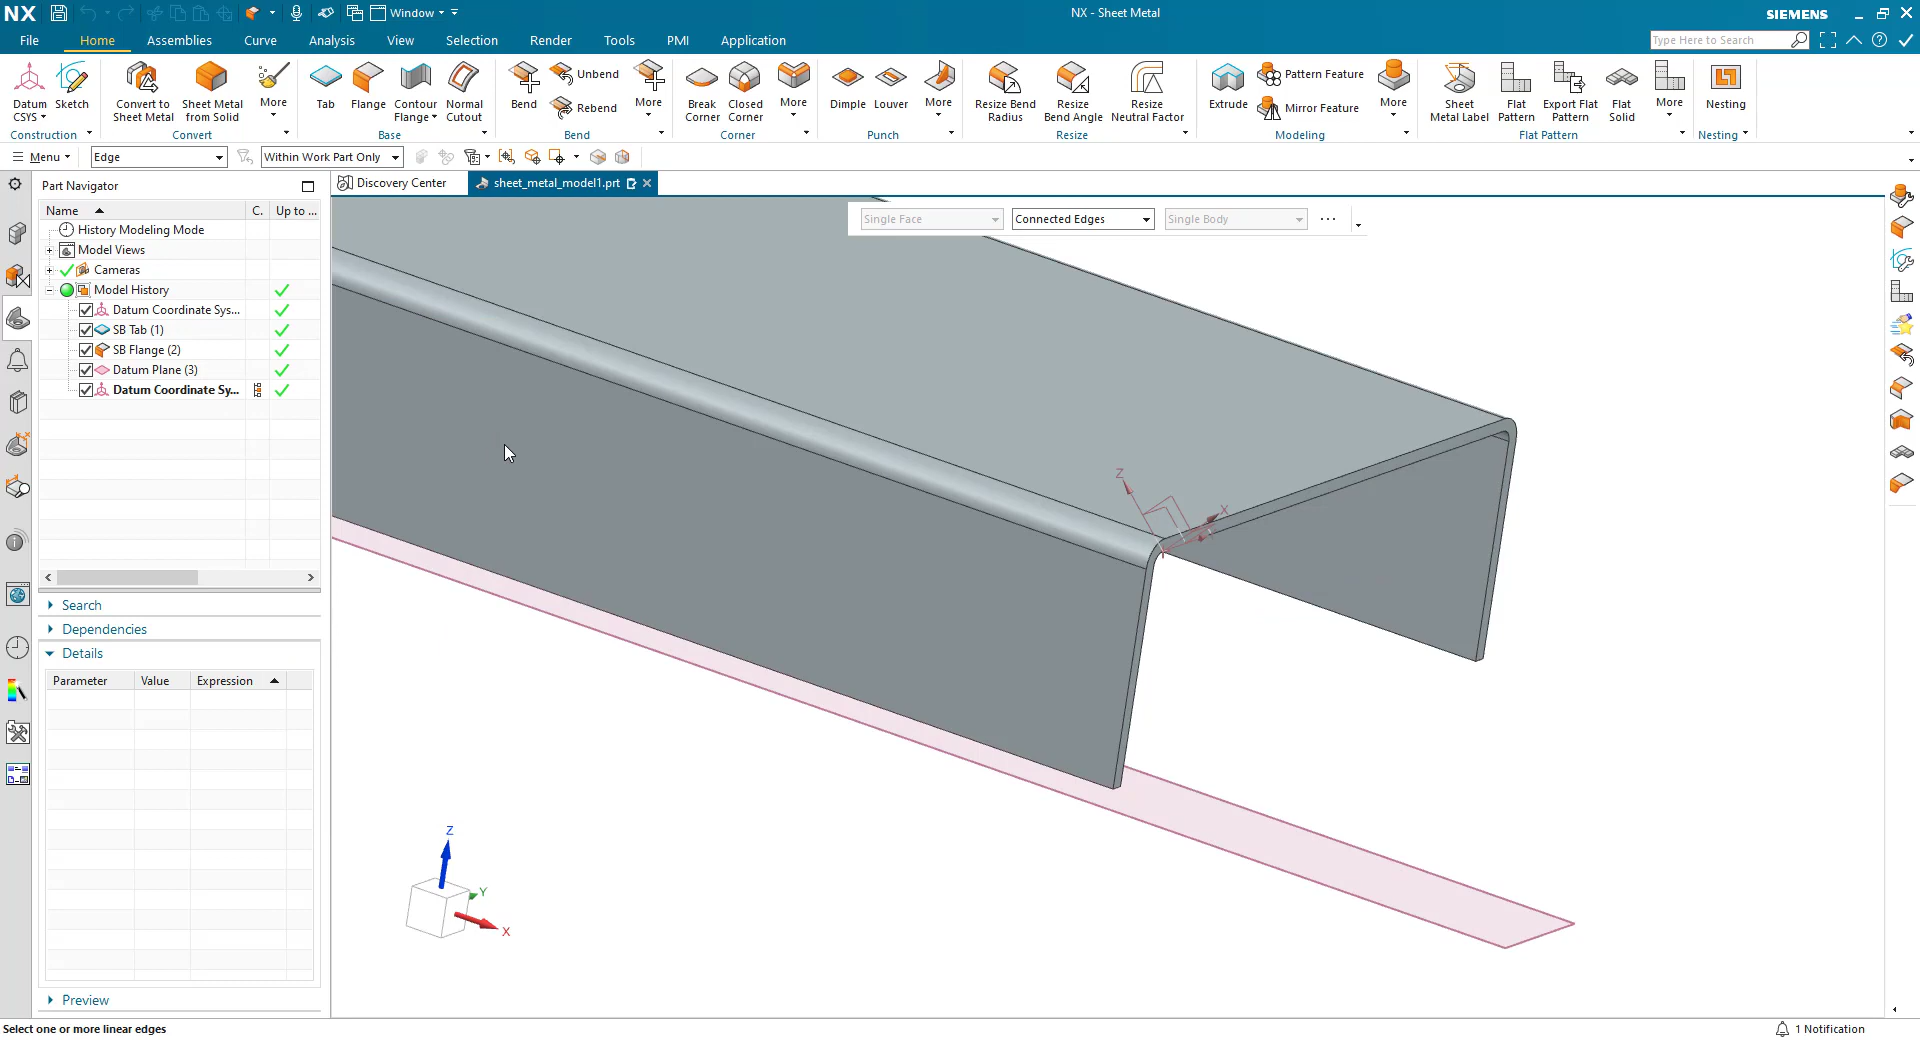 NX
Window
NX - Sheet Metal
SIEMENS
File
Home
Assemblies
Curve
Analysis
View
Selection
Render
Tools
PMI
Application
Type Here to Search
Datum
CSYS
Sketch
Construction
Convert to
Sheet Metal
Sheet Metal
from Solid
More
Convert
Tab
Flange
Contour
Flange
Normal
Cutout
Base
Bend
Unbend
Rebend
More
Bend
Break
Corner
Closed
Corner
More
Corner
Dimple
Louver
More
Punch
Resize Bend
Radius
Resize
Bend Angle
Resize
Neutral Factor
Resize
Extrude
Pattern Feature
Mirror Feature
More
Modeling
Sheet
Metal Label
Flat
Pattern
Export Flat
Pattern
Flat
Solid
More
Flat Pattern
Nesting
Nesting
Menu
Edge
Within Work Part Only
Part Navigator
Discovery Center
sheet_metal_model1.prt
Name
C.
Up to ...
Single Face
Connected Edges
Single Body
History Modeling Mode
Model Views
Cameras
Model History
Datum Coordinate Sys...
SB Tab (1)
SB Flange (2)
Datum Plane (3)
Datum Coordinate Sy...
Z
X
Search
Dependencies
Details
Parameter
Value
Expression
Z
Y
X
Preview
Select one or more linear edges
1 Notification